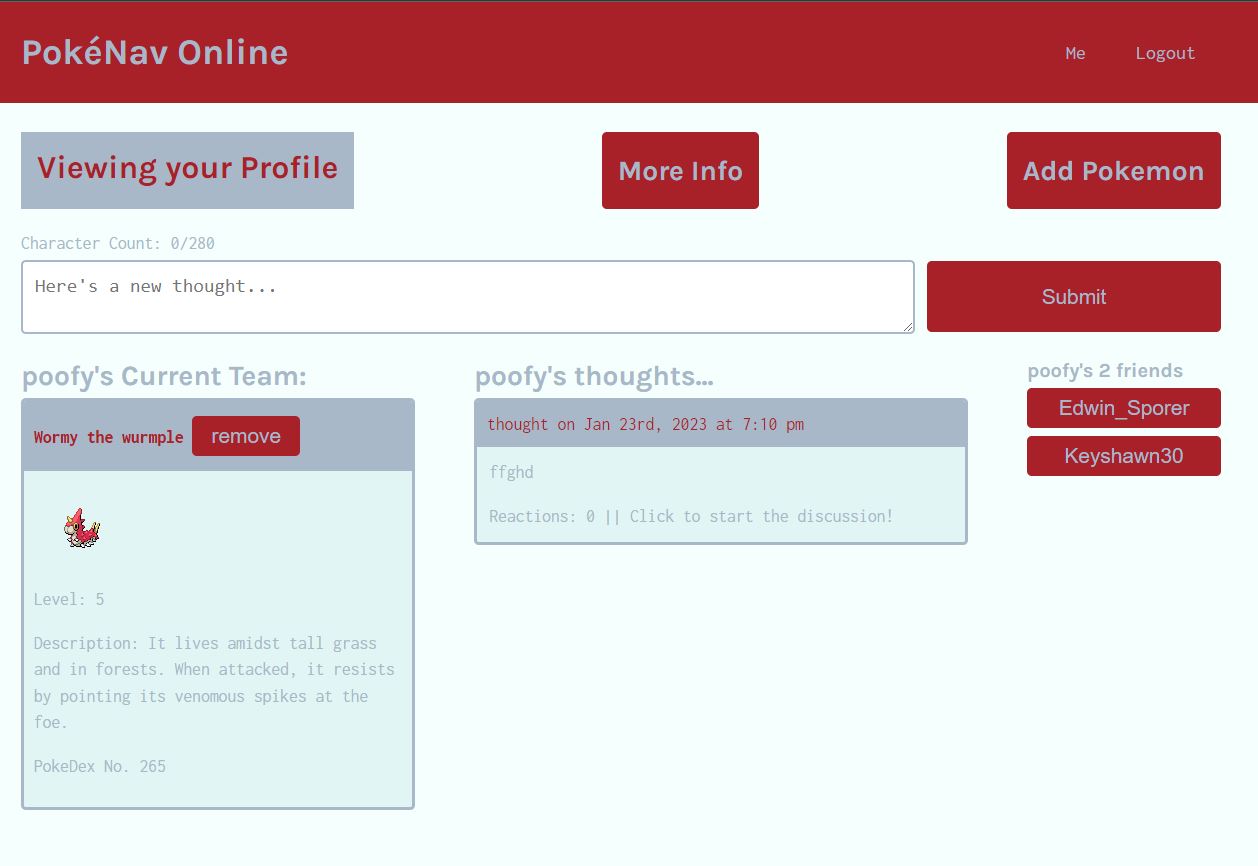 PokéNav Online
Me
Logout
Viewing your Profile
More Info
Add Pokemon
Character Count: 0/280
Here's a new thought...
Submit
poofy's Current Team:
Wormy the wurmple
remove
Level: 5
Description: It lives amidst tall grass
and in forests. When attacked, it resists
by pointing its venomous spikes at the
foe.
PokeDex No. 265
poofy's thoughts...
thought on Jan 23rd, 2023 at 7:10 pm
ffghd
Reactions: 0 || Click to start the discussion!
poofy's 2 friends
Edwin_Sporer
Keyshawn30